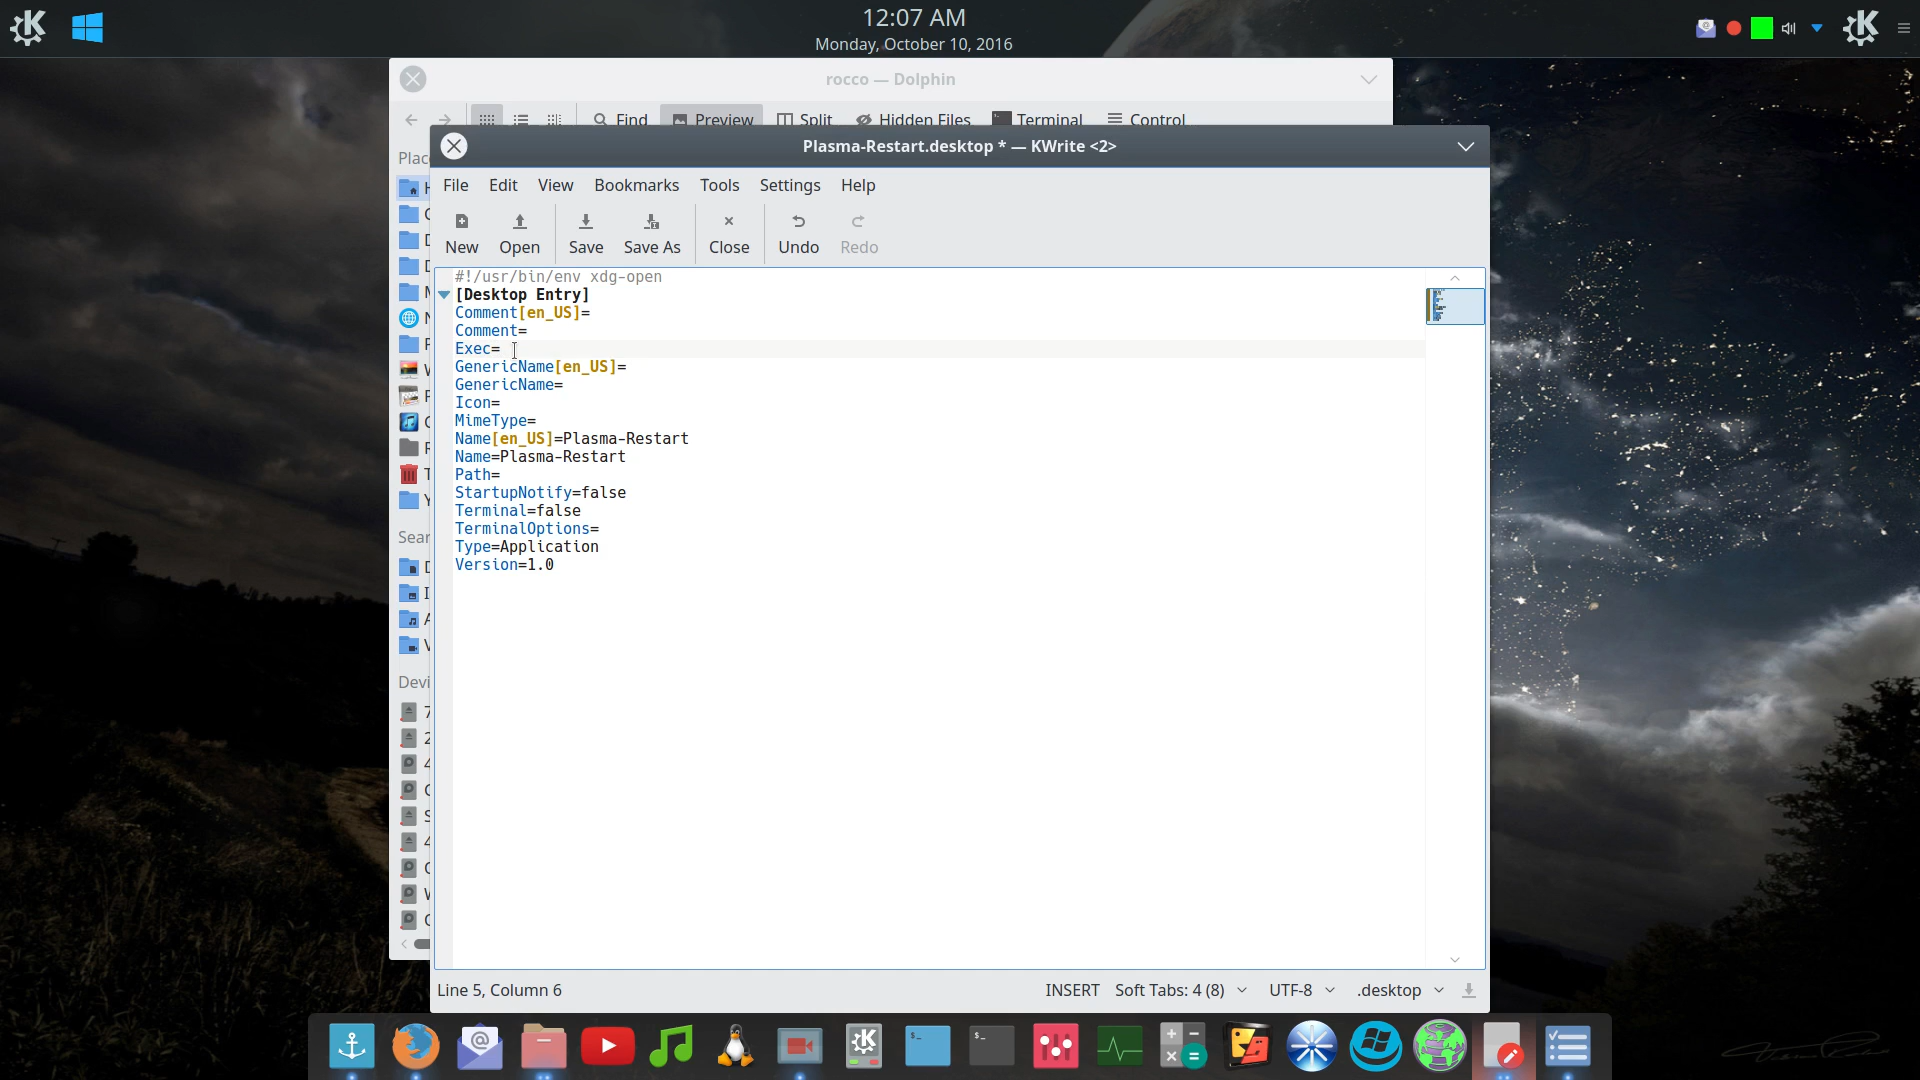 12:07 AM
Monday, October 10, 2016
rocco — Dolphin
Find
Preview
Split
Hidden Files
Terminal
Control
Plasma-Restart.desktop * — KWrite <2>
File Edit View Bookmarks Tools Settings Help
New Open Save Save As Close Undo Redo
#!/usr/bin/env xdg-open
[Desktop Entry]
Comment[en_US]=
Comment=
Exec=
GenericName[en_US]=
GenericName=
Icon=
MimeType=
Name[en_US]=Plasma-Restart
Name=Plasma-Restart
Path=
StartupNotify=false
Terminal=false
TerminalOptions=
Type=Application
Version=1.0
Line 5, Column 6
INSERT
Soft Tabs: 4 (8)
UTF-8
.desktop